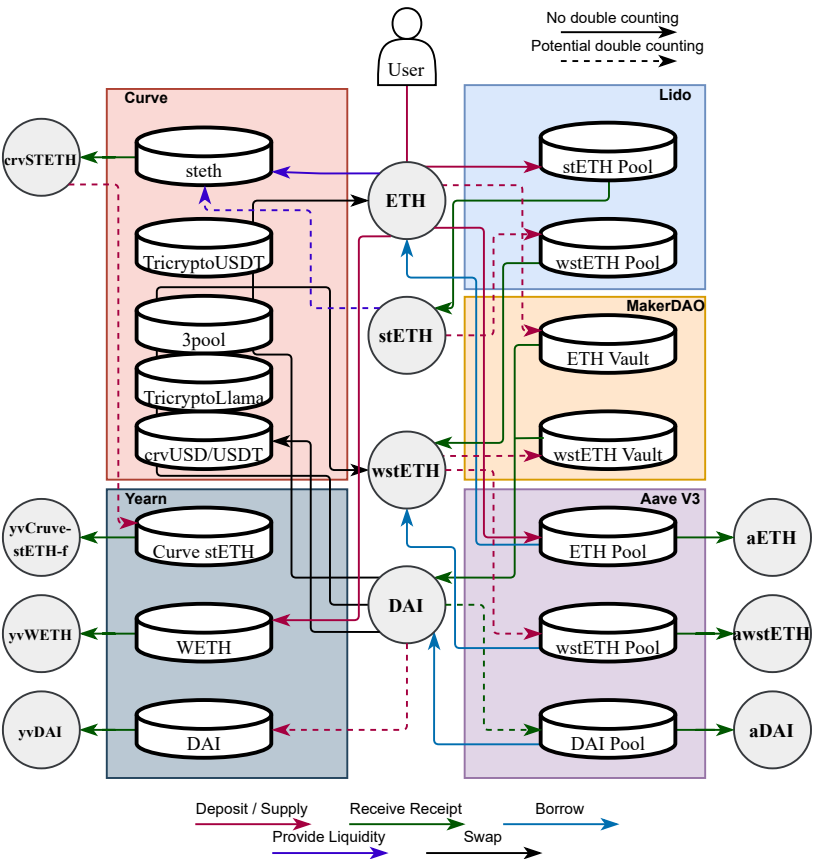 No double counting
Potential double counting
User
Curve
Lido
crvSTETH
steth
ETH
stETH Pool
TricryptoUSDT
wstETH Pool
MakerDAO
3pool
stETH
ETH Vault
TricryptoLlama
crvUSD/USDT
wstETH
wstETH Vault
Yearn
Aave V3
yvCruve-
stETH-f
Curve stETH
ETH Pool
aETH
DAI
yvWETH
WETH
wstETH Pool
awstETH
yvDAI
DAI
DAI Pool
aDAI
Deposit / Supply
Receive Receipt
Borrow
Provide Liquidity
Swap